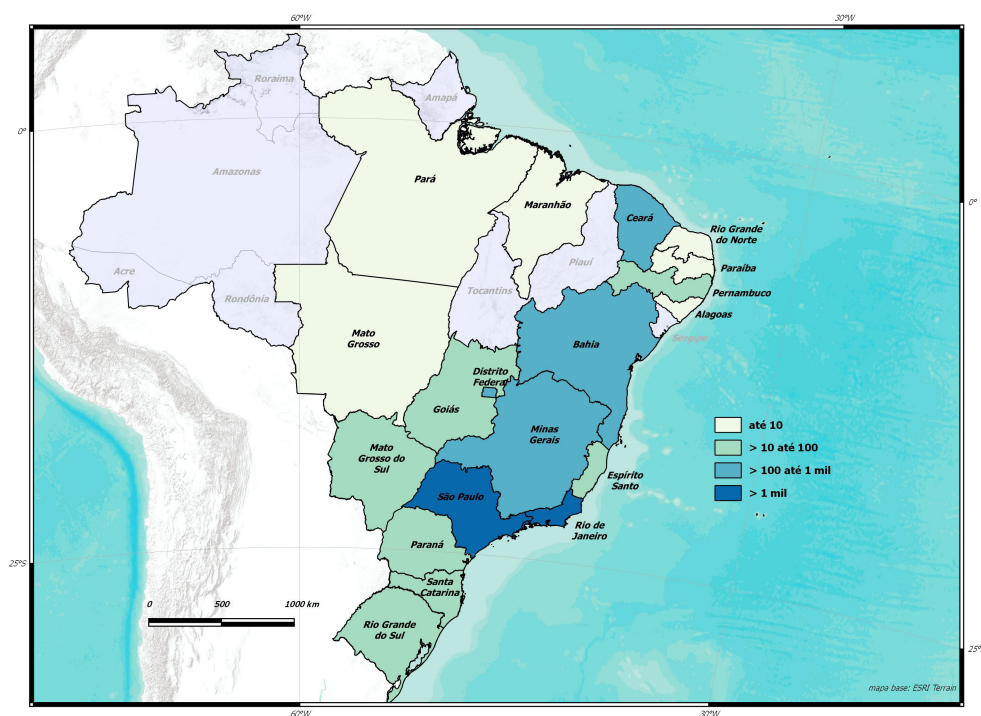 60°W
30°W
Roraima
Amapá
0°
Amazonas
Pará
Maranhão
Ceará
0°
Rio Grande
do Norte
Piauí
Acre
Paraíba
Rondônia
Tocantins
Pernambuco
Alagoas
Mato
Grosso
Bahia
Sergipe
Distrito
Federal
Goiás
Minas
Gerais
até 10
> 10 até 100
> 100 até 1 mil
> 1 mil
Mato
Grosso do
Sul
Espírito
Santo
São Paulo
Rio de
Janeiro
Paraná
25°S
Santa
Catarina
0 500 1000 km
Rio Grande
do Sul
25°
mapa base: ESRI Terrain
60°W
30°W